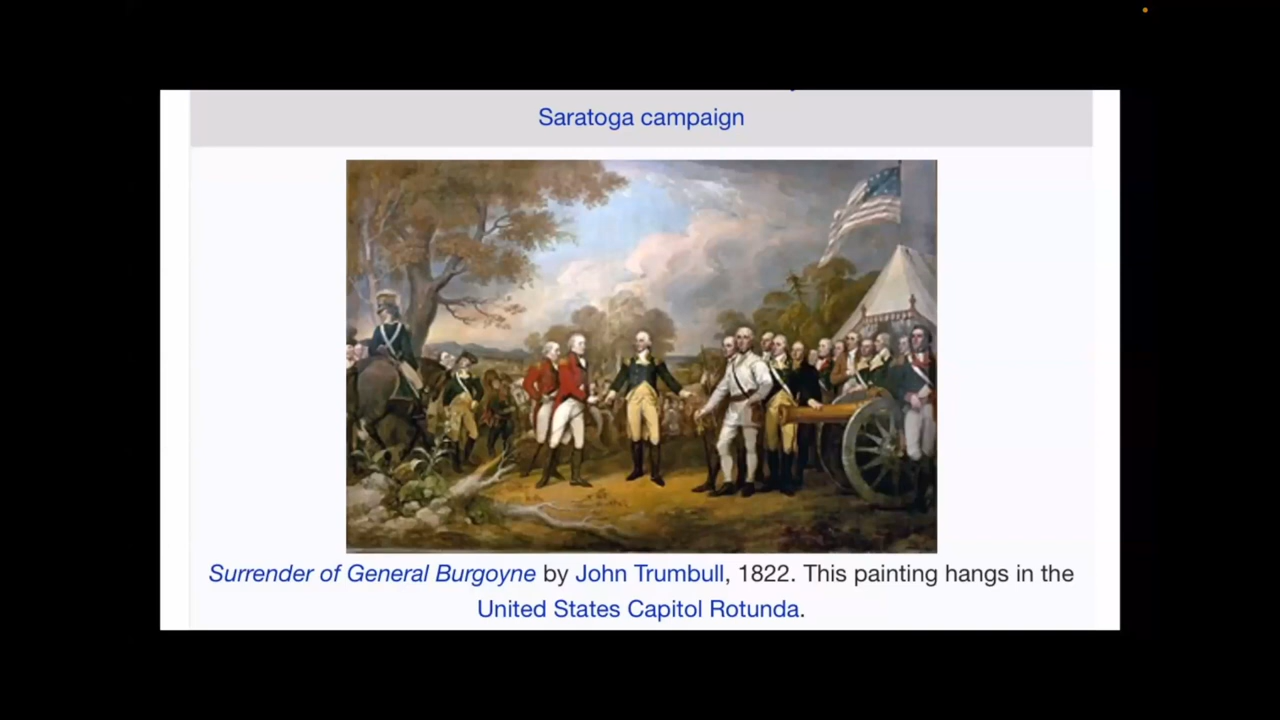 Saratoga campaign
Surrender of General Burgoyne by John Trumbull, 1822. This painting hangs in the
United States Capitol Rotunda.